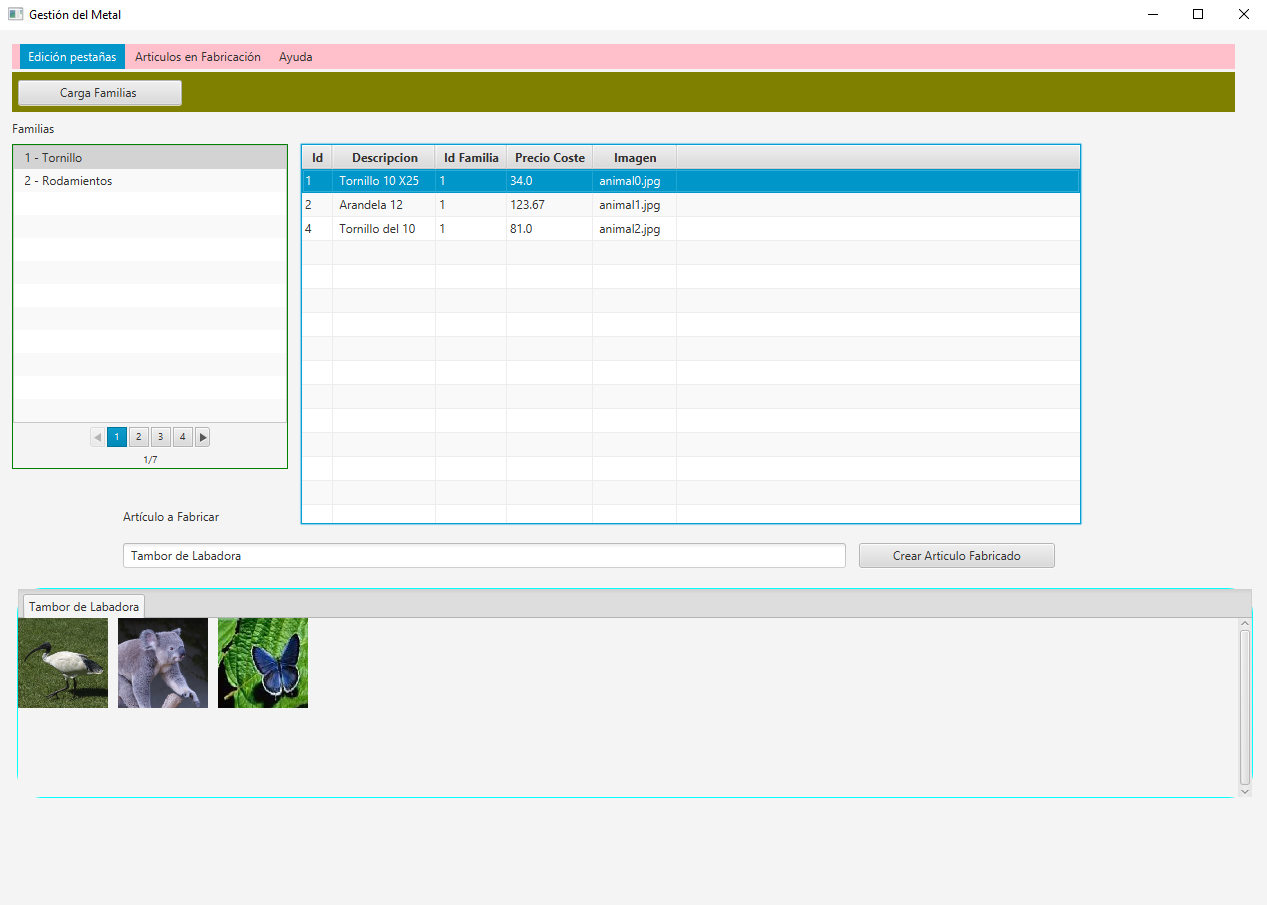 Gestión del Metal
Edición pestañas Articulos en Fabricación Ayuda
Carga Familias
Familias
1 - Tornillo
2 - Rodamientos
1 2 3 4
1/7
Id Descripcion Id Familia Precio Coste Imagen
1 Tornillo 10 X25 1 34.0 animal0.jpg
2 Arandela 12 1 123.67 animal1.jpg
4 Tornillo del 10 1 81.0 animal2.jpg
Artículo a Fabricar
Tambor de Labadora Crear Articulo Fabricado
Tambor de Labadora